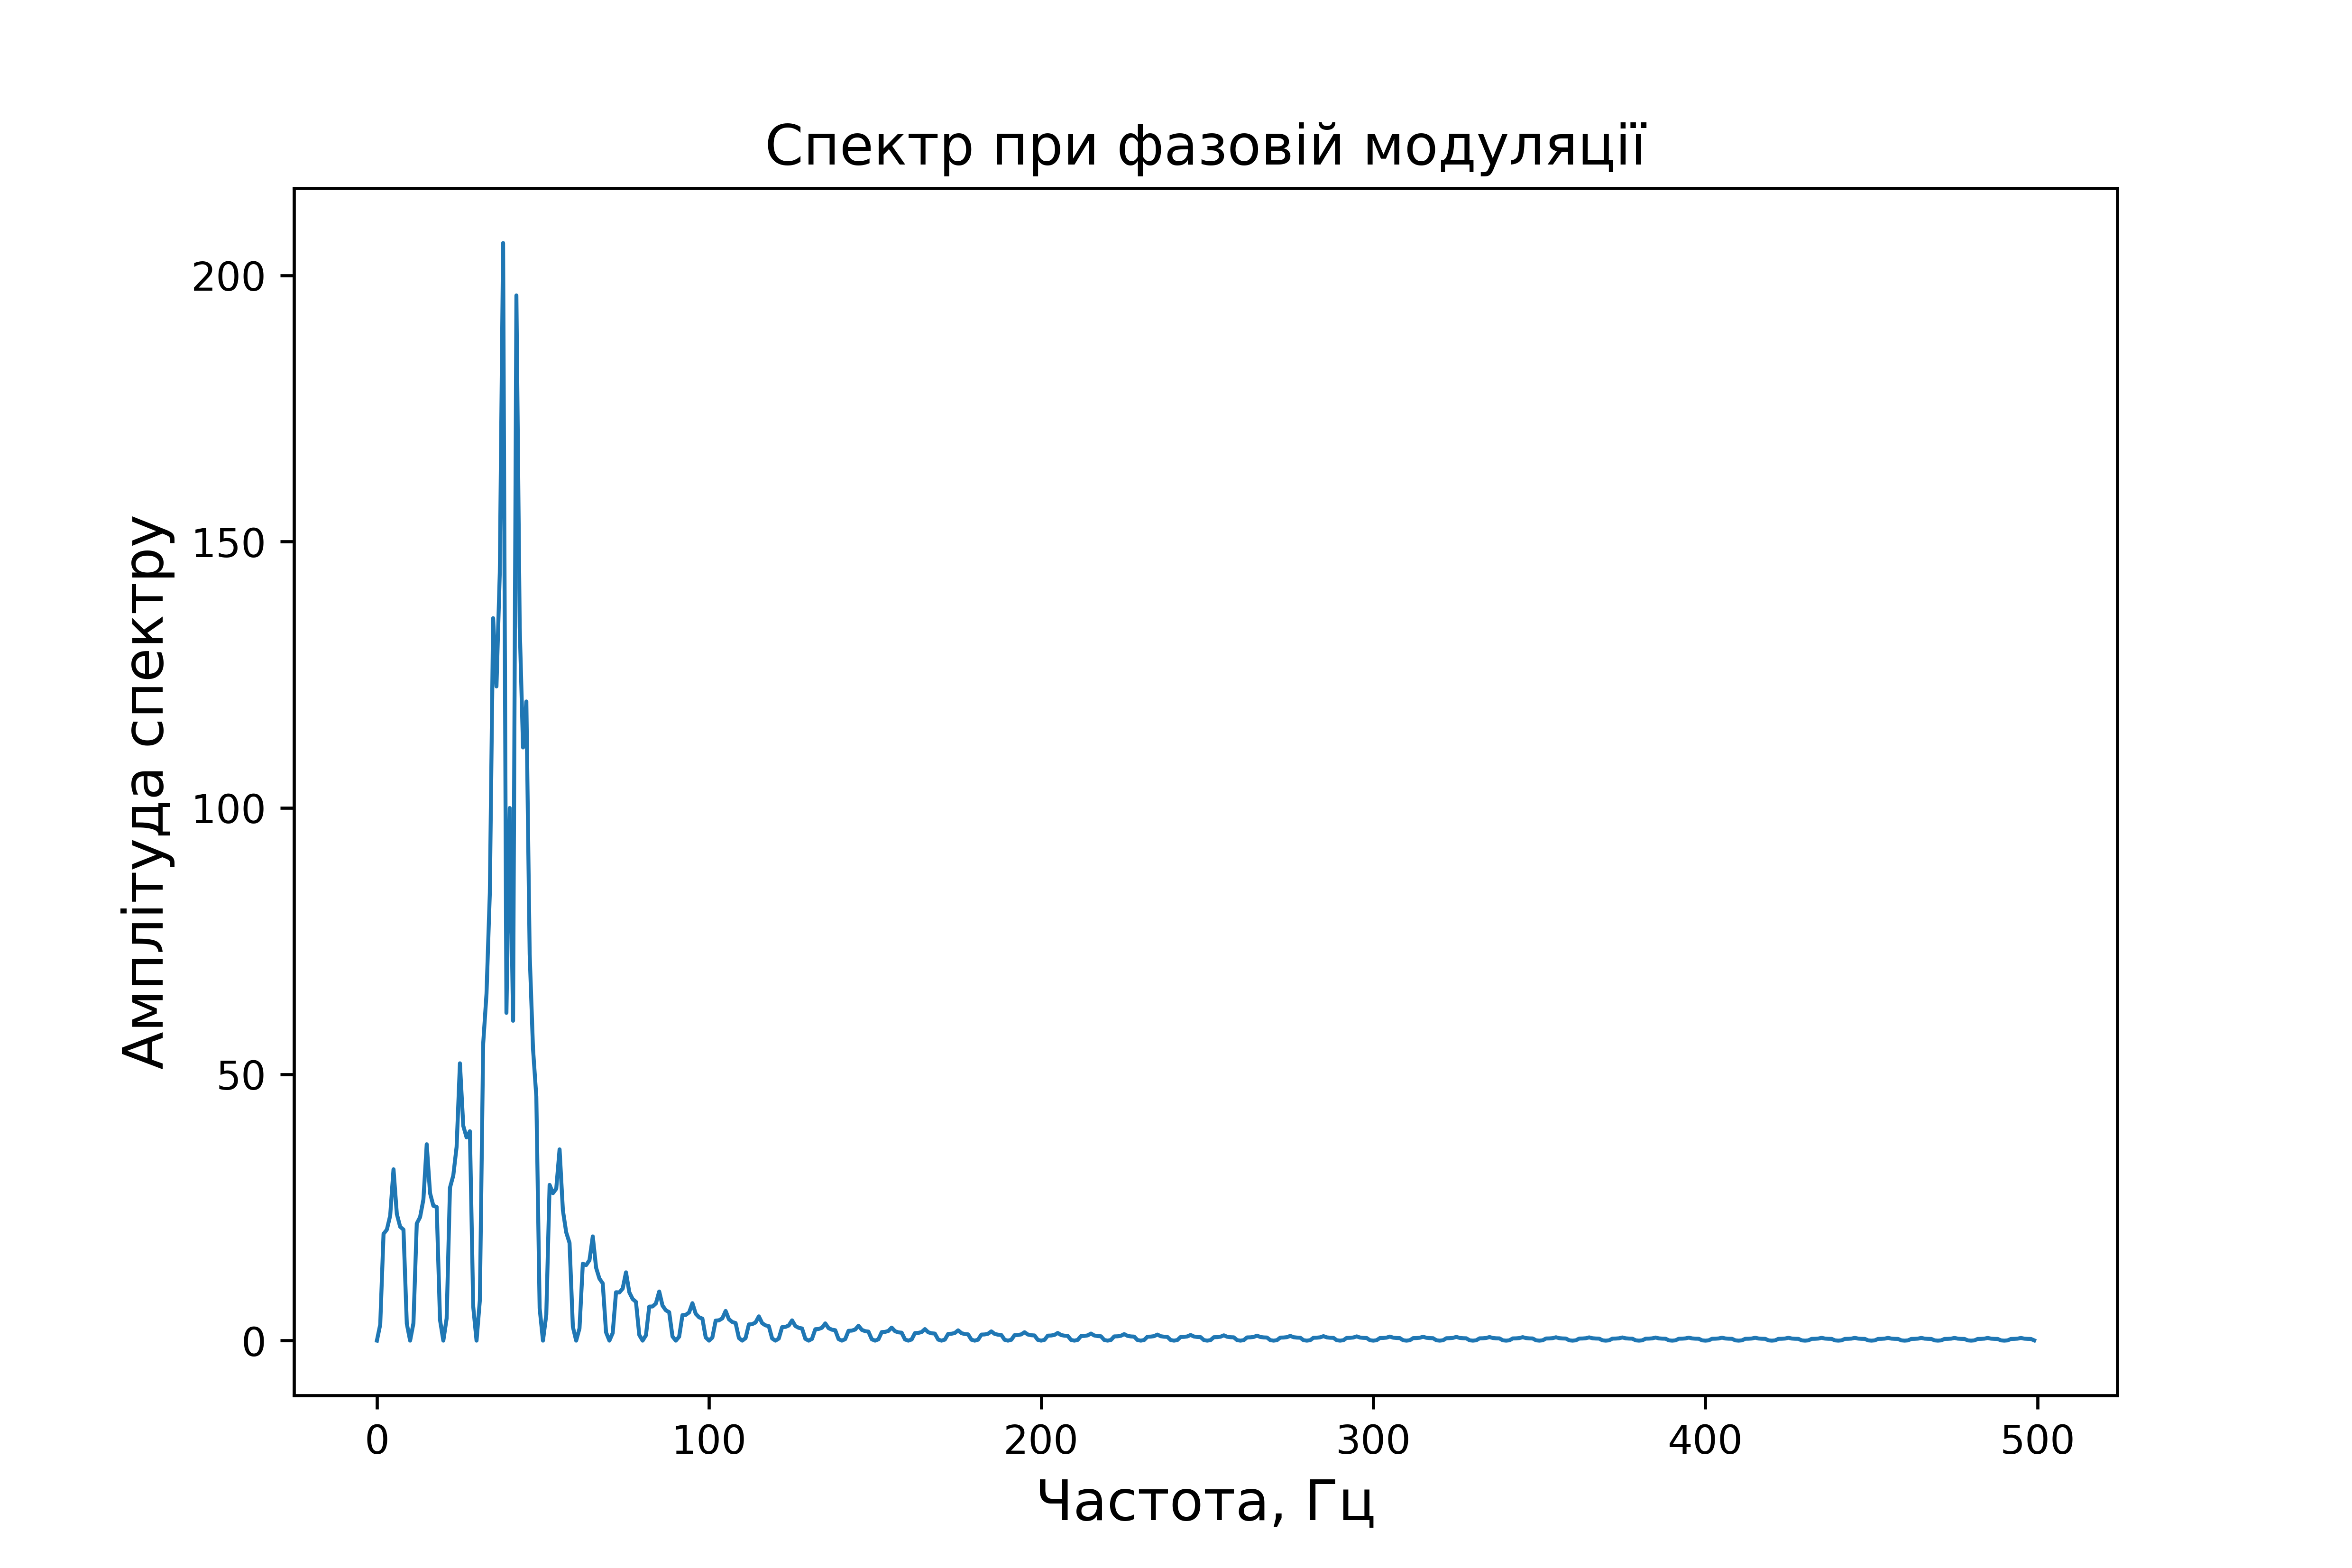 Спектр при фазовій модуляції
Амплітуда спектру
200
150
100
50
0
0 100 200 300 400 500
Частота, Гц